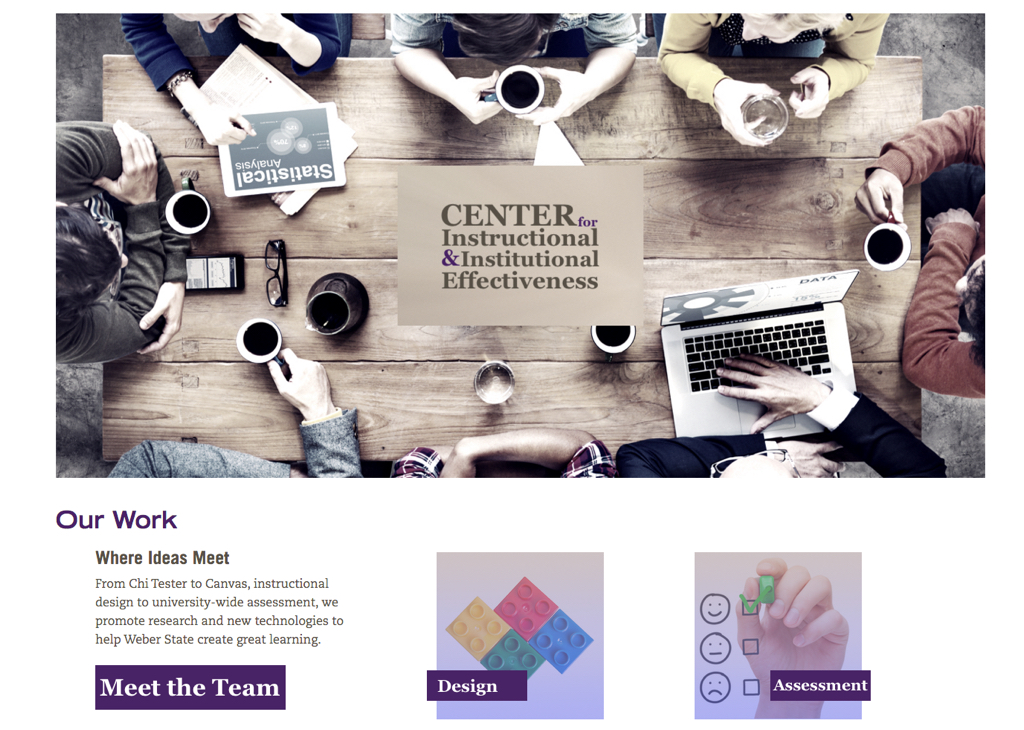 Statistical
Analysis
70%
CENTER for
Instructional
&Institutional
Effectiveness
DATA
15%
Our Work
Where Ideas Meet
From Chi Tester to Canvas, instructional
design to university-wide assessment, we
promote research and new technologies to
help Weber State create great learning.
Meet the Team
Design
Assessment